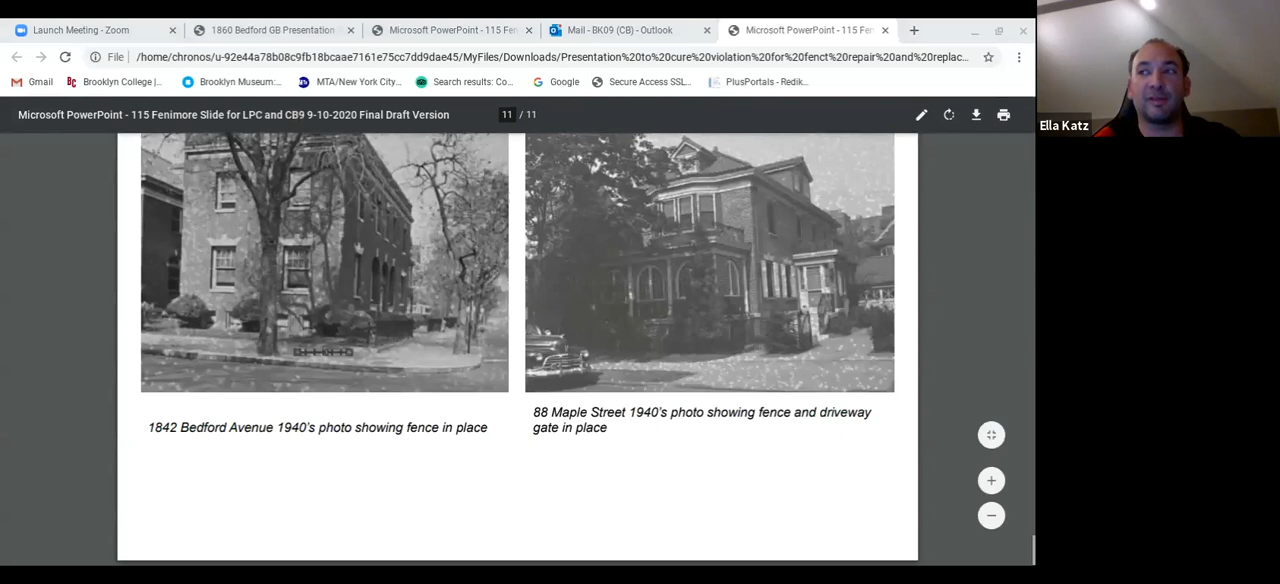 Launch Meeting - Zoom
1860 Bedford GB Presentation
Microsoft PowerPoint - 115 Fen
Mail - BK09 (CB) - Outlook
Microsoft PowerPoint - 115 Fe
File
/home/chronos/u-92e44a78b08c9fb18bcaae7161e75cc7dd9dae45/MyFiles/Downloads/Presentation%20to%20cure%20violation%20for%20fenct%20repair%20and%20replac...
Gmail
Brooklyn College |...
Brooklyn Museum:...
MTA/New York City...
Search results: Co...
Google
Secure Access SSL...
PlusPortals - Redik...
Microsoft PowerPoint - 115 Fenimore Slide for LPC and CB9 9-10-2020 Final Draft Version
11 / 11
Ella Katz
1842 Bedford Avenue 1940's photo showing fence in place
88 Maple Street 1940's photo showing fence and driveway
gate in place